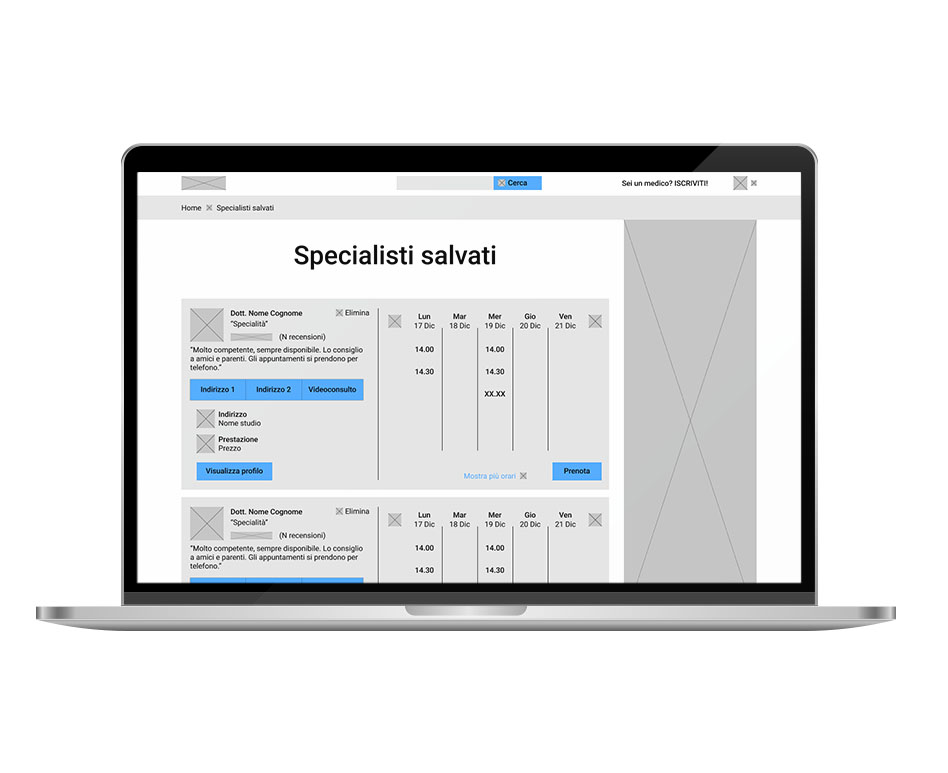 Cerca
Sei un medico? ISCRIVITI!
Home Specialisti salvati
Specialisti salvati
Dott. Nome Cognome
Elimina
“Specialità”
(N recensioni)
“Molto competente, sempre disponibile. Lo consiglio
a amici e parenti. Gli appuntamenti si prendono per
telefono.”
Indirizzo 1 Indirizzo 2 Videoconsulto
Indirizzo
Nome studio
Prestazione
Prezzo
Visualizza profilo
Lun Mar Mer Gio Ven
17 Dic 18 Dic 19 Dic 20 Dic 21 Dic
14.00 14.00
14.30 14.30
XX.XX
Mostra più orari
Prenota
Dott. Nome Cognome
Elimina
“Specialità”
(N recensioni)
“Molto competente, sempre disponibile. Lo consiglio
a amici e parenti. Gli appuntamenti si prendono per
telefono.”
Lun Mar Mer Gio Ven
17 Dic 18 Dic 19 Dic 20 Dic 21 Dic
14.00 14.00
14.30 14.30